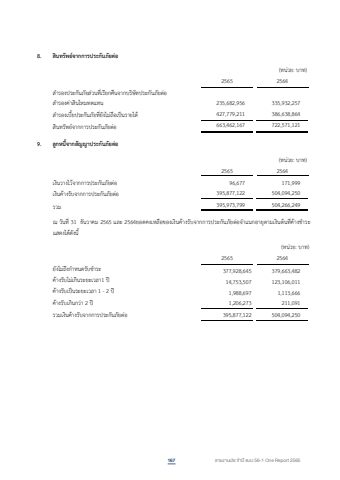 8. สินทรัพย์จากการประกันภัยต่อ
(หน่วย: บาท)
2565 2564
สำรองประกันภัยส่วนที่เรียกคืนจากบริษัทประกันภัยต่อ
สำรองค่าสินไหมทดแทน 235,682,956 335,932,257
สำรองเบี้ยประกันภัยที่ยังไม่ถือเป็นรายได้ 427,779,211 386,638,864
สินทรัพย์จากการประกันภัยต่อ 663,462,167 722,571,121
9. ลูกหนี้จากสัญญาประกันภัยต่อ
(หน่วย: บาท)
2565 2564
เงินวางไว้จากการประกันภัยต่อ 96,677 171,999
เงินค้างรับจากการประกันภัยต่อ 395,877,122 504,094,250
รวม 395,973,799 504,266,249
ณ วันที่ 31 ธันวาคม 2565 และ 2564 ยอดคงเหลือของเงินค้างรับจากการประกันภัยต่อจำแนกอายุตามเงินต้นที่ค้างชำระ
แสดงได้ดังนี้
(หน่วย: บาท)
2565 2564
ยังไม่ถึงกำหนดรับชำระ 377,928,645 379,663,482
ค้างรับไม่เกินระยะเวลา 1 ปี 14,753,507 123,106,011
ค้างรับเป็นระยะเวลา 1 - 2 ปี 1,988,697 1,113,666
ค้างรับเกินกว่า 2 ปี 1,206,273 211,091
รวมเงินค้างรับจากการประกันภัยต่อ 395,877,122 504,094,250
167 รายงานประจำปี แบบ 56-1 One Report 2565